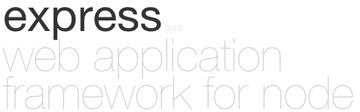 express
web application
framework for node